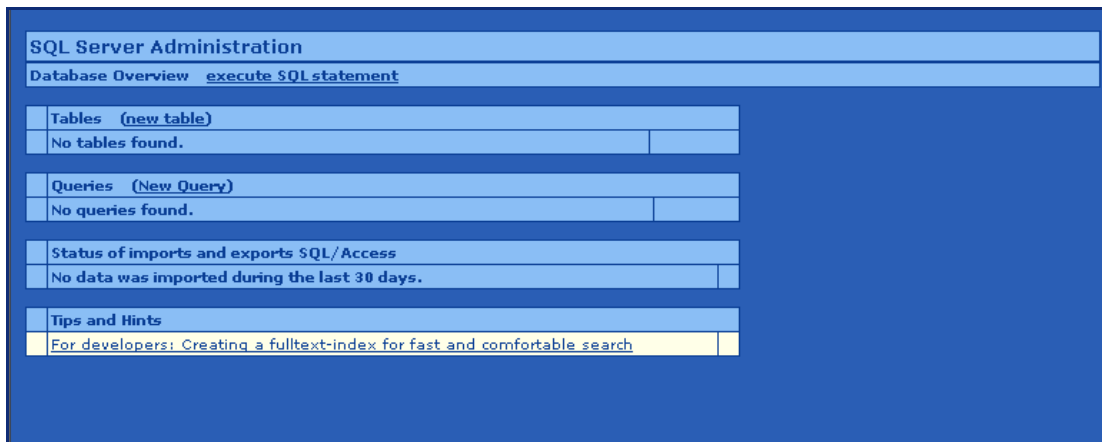 SQL Server Administration
Database Overview execute SQL statement
Tables (new table)
No tables found.
Queries (New Query)
No queries found.
Status of imports and exports SQL/Access
No data was imported during the last 30 days.
Tips and Hints
For developers: Creating a fulltext-index for fast and comfortable search